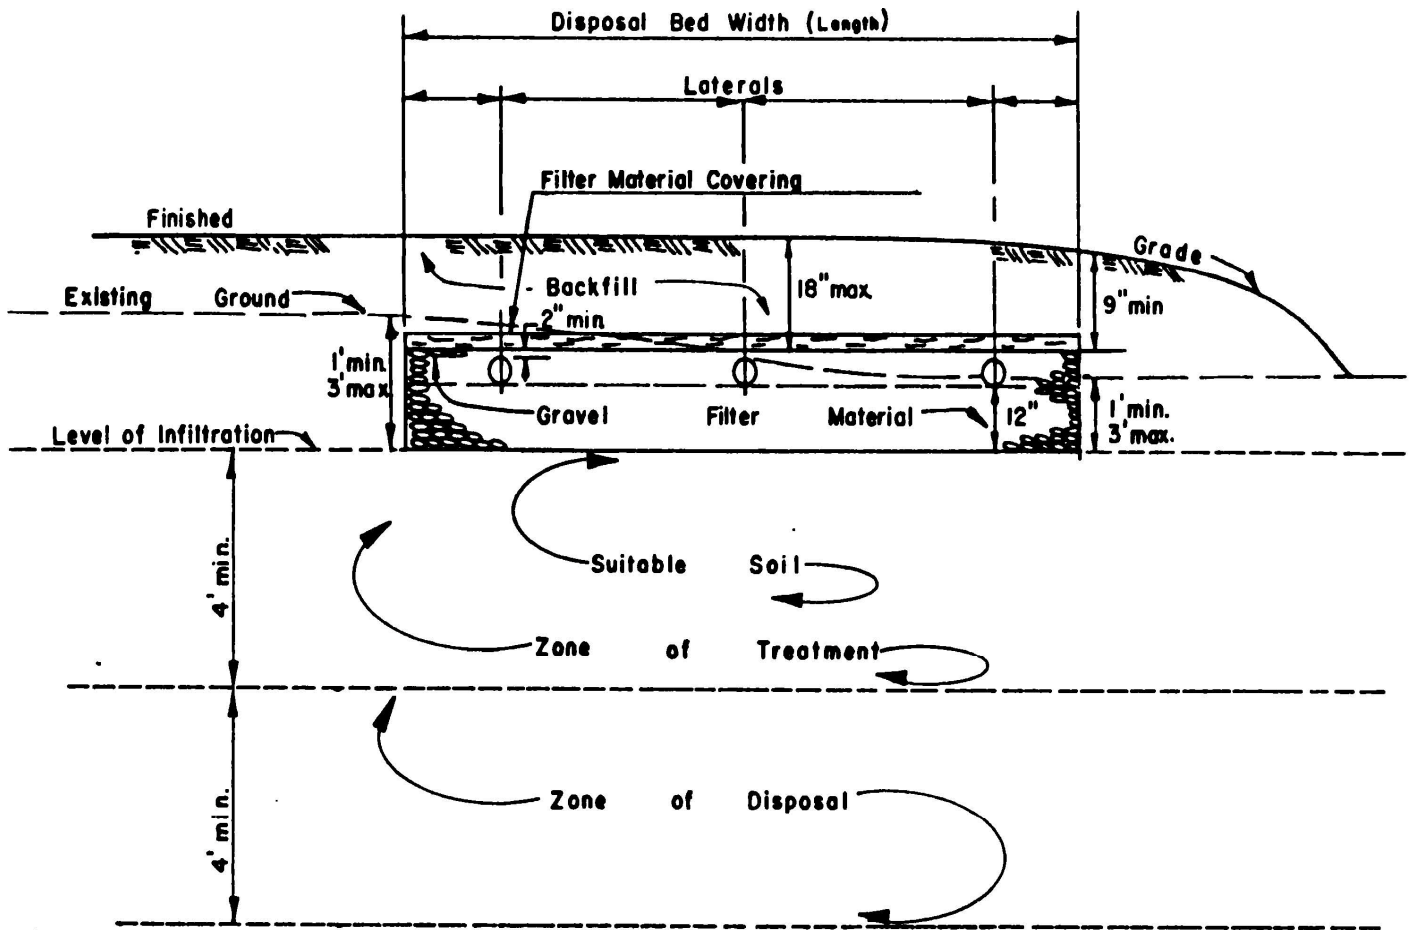 Disposal Bed Width (Length)
Laterals
Filter Material Covering
Finished
Grade
Existing Ground
Backfill
18"max.
9"min
2"min
1'min.
3'max.
Gravel Filter Material
12"
1'min.
3'max.
Level of Infiltration
4'min.
Suitable Soil
Zone of Treatment
4'min.
Zone of Disposal